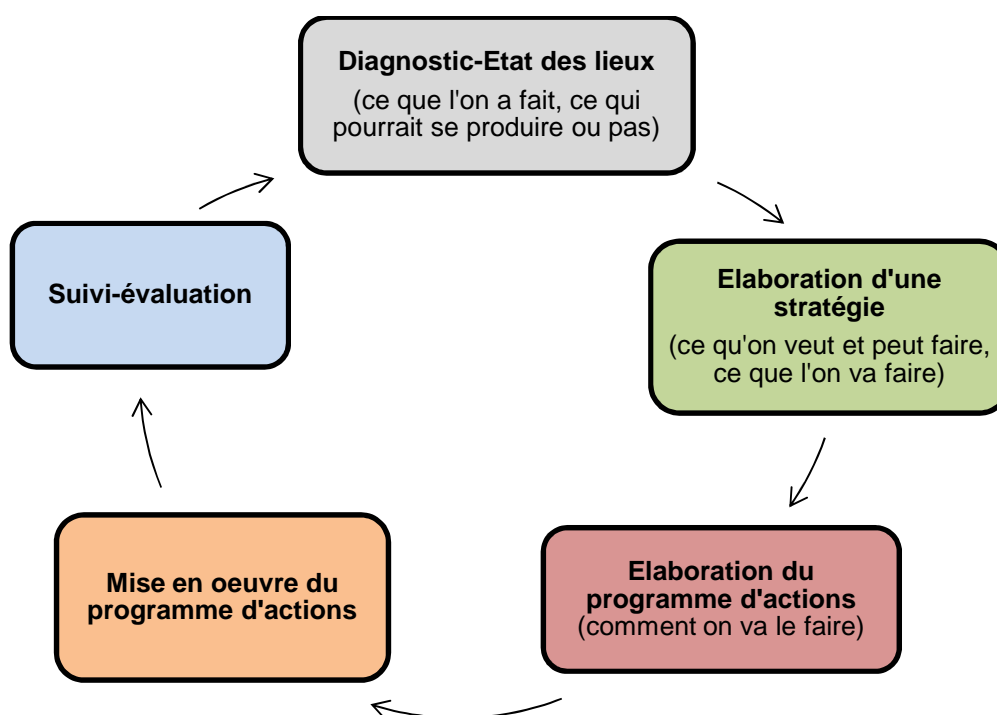 Diagnostic-Etat des lieux
(ce que l'on a fait, ce qui
pourrait se produire ou pas)
Elaboration d'une
stratégie
(ce qu'on veut et peut faire,
ce que l'on va faire)
Elaboration du
programme d'actions
(comment on va le faire)
Mise en oeuvre du
programme d'actions
Suivi-évaluation